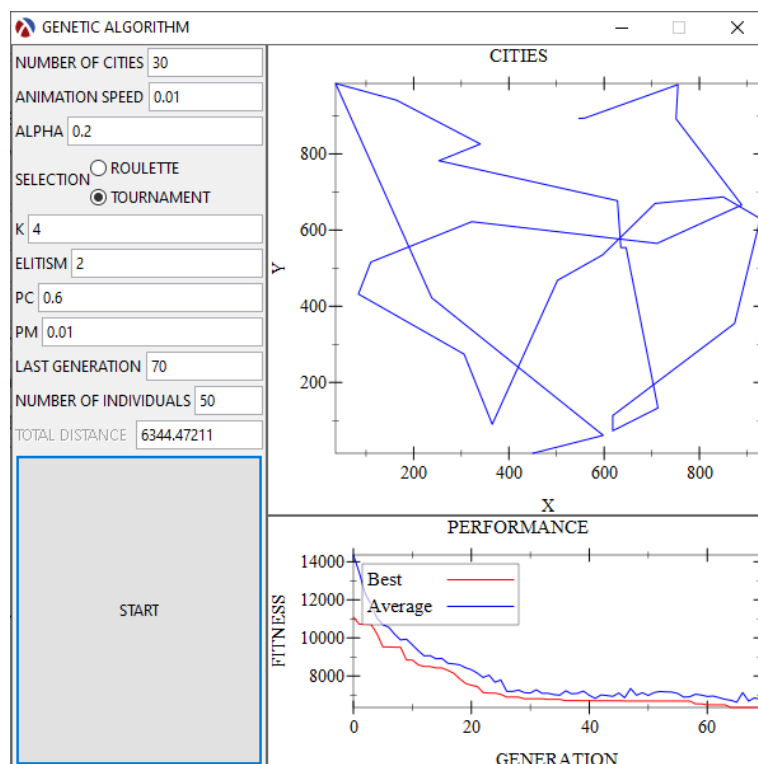 GENETIC ALGORITHM
NUMBER OF CITIES 30
ANIMATION SPEED 0.01
ALPHA 0.2
SELECTION
ROULETTE
TOURNAMENT
K 4
ELITISM 2
PC 0.6
PM 0.01
LAST GENERATION 70
NUMBER OF INDIVIDUALS 50
TOTAL DISTANCE 6344.47211
START
CITIES
800
600
400
200
Y
200 400 600 800
X
PERFORMANCE
14000
12000
10000
8000
FITNESS
Best
Average
0 20 40 60
GENERATION